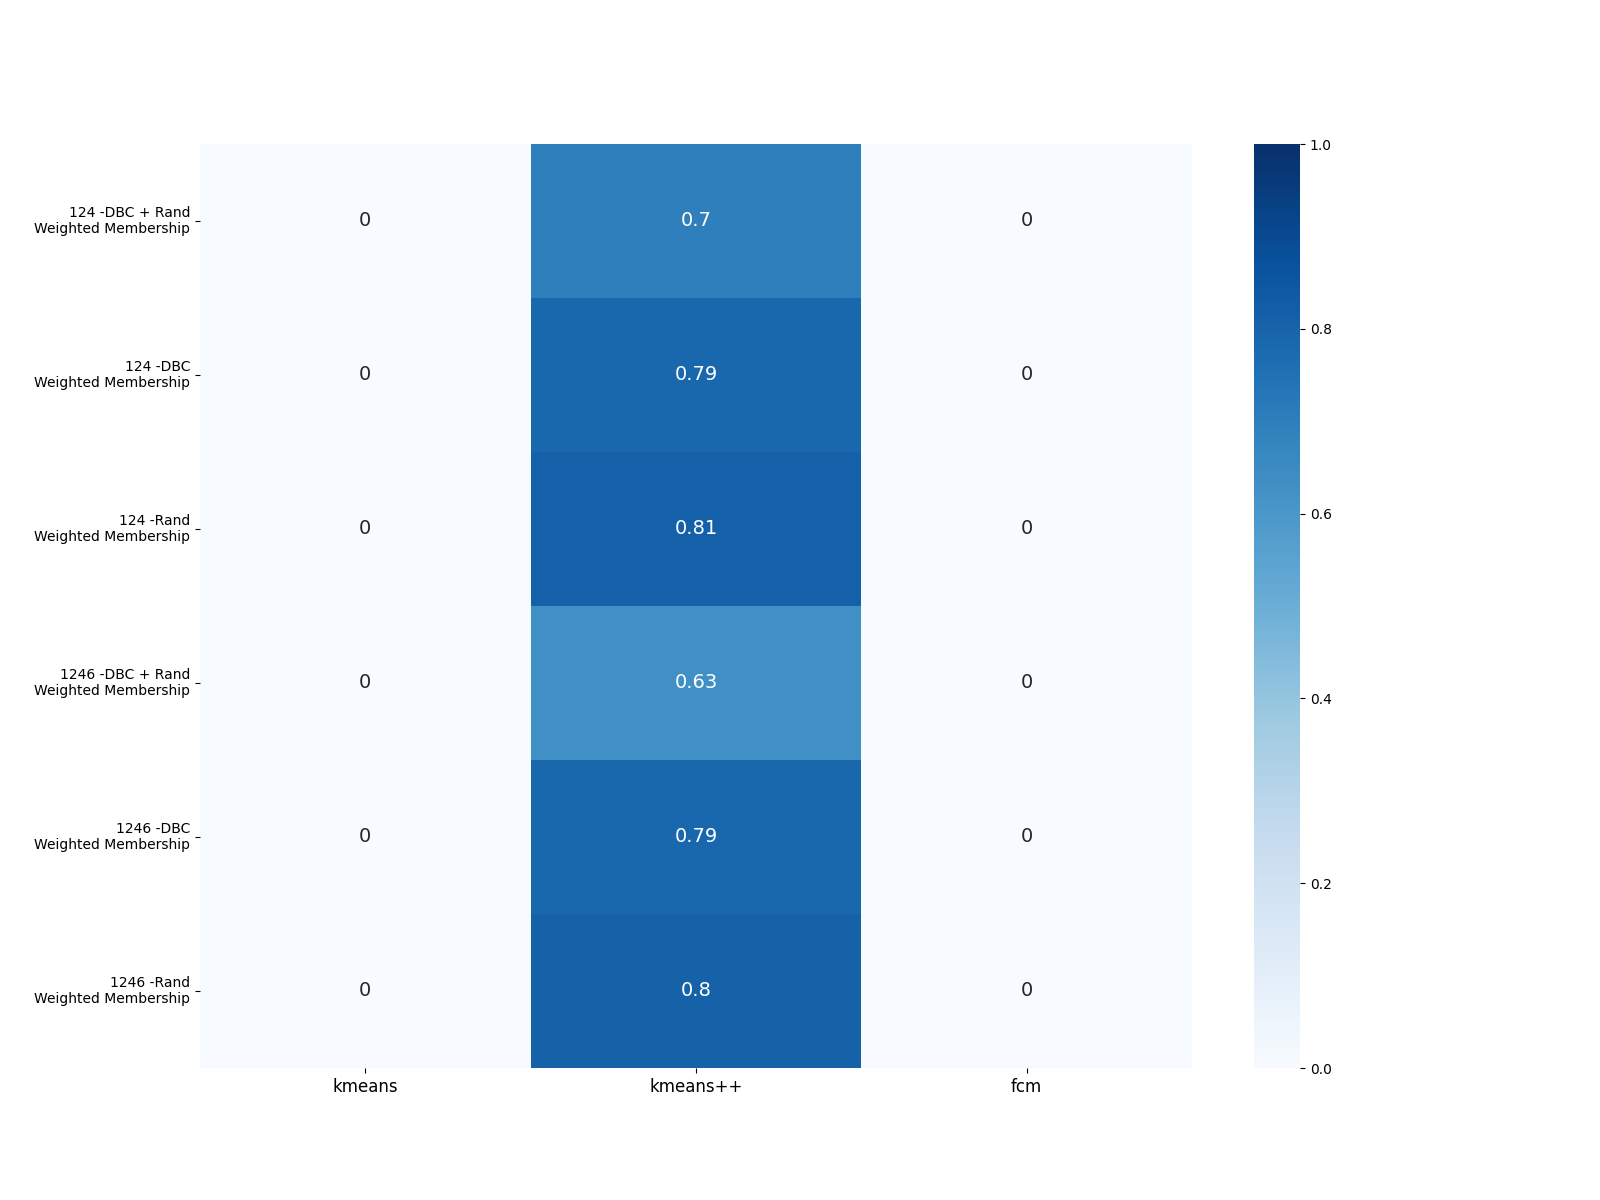 124 -DBC + Rand
Weighted Membership
0
0.7
0
124 -DBC
Weighted Membership
0
0.79
0
124 -Rand
Weighted Membership
0
0.81
0
1246 -DBC + Rand
Weighted Membership
0
0.63
0
1246 -DBC
Weighted Membership
0
0.79
0
1246 -Rand
Weighted Membership
0
0.8
0
kmeans
kmeans++
fcm
1.0
0.8
0.6
0.4
0.2
0.0